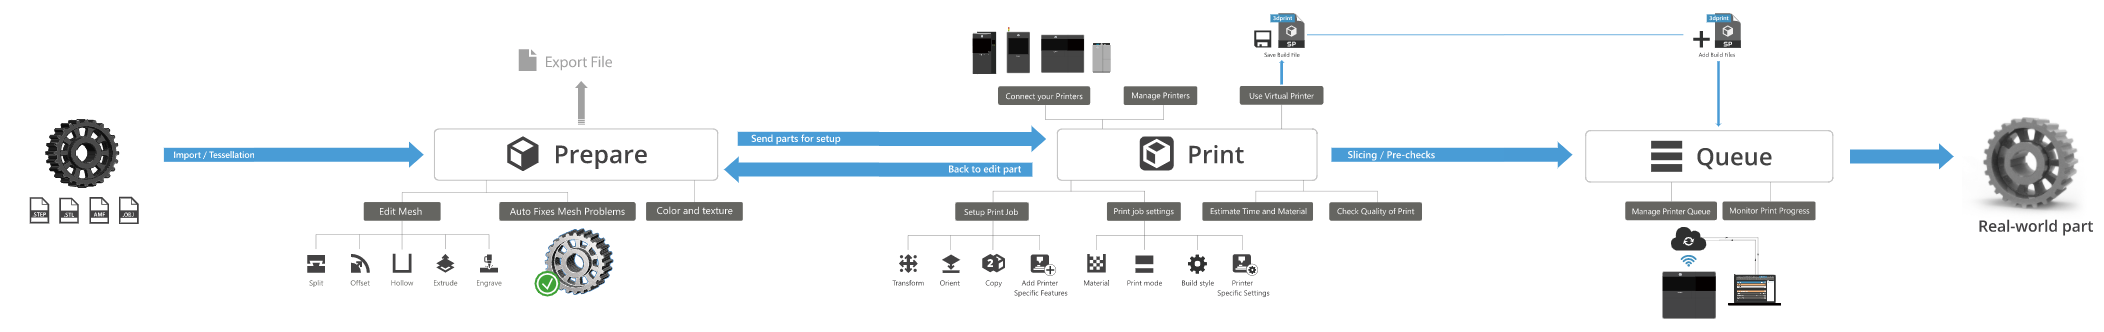 .STEP
.STL
.AMF
.OBJ
Import / Tessellation
Export File
Prepare
Edit Mesh
Auto Fixes Mesh Problems
Color and texture
Split
Offset
Hollow
Extrude
Engrave
Send parts for setup
Back to edit part
Connect your Printers
Manage Printers
Use Virtual Printer
3dprint
SP
Save Build File
Print
Setup Print Job
Print job settings
Estimate Time and Material
Check Quality of Print
Transform
Orient
2
Copy
Add Printer
Specific Features
Material
Print mode
Build style
Printer
Specific Settings
Slicing / Pre-checks
3dprint
SP
Add Build Files
Queue
Manage Printer Queue
Monitor Print Progress
Real-world part